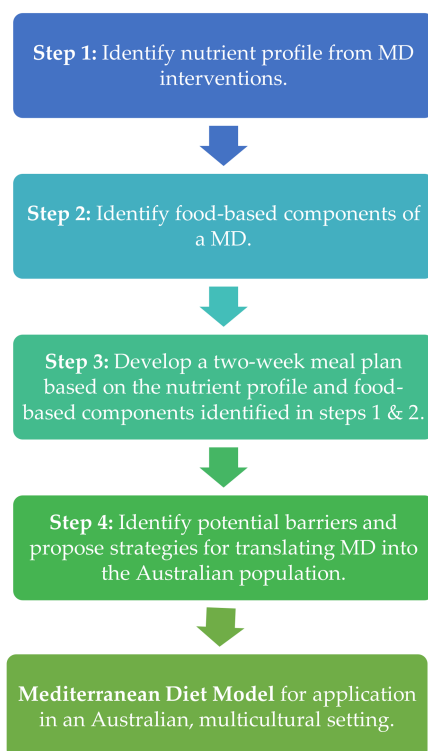 Step 1: Identify nutrient profile from MD
interventions.
Step 2: Identify food-based components of
a MD.
Step 3: Develop a two-week meal plan
based on the nutrient profile and food-
based components identified in steps 1 & 2.
Step 4: Identify potential barriers and
propose strategies for translating MD into
the Australian population.
Mediterranean Diet Model for application
in an Australian, multicultural setting.